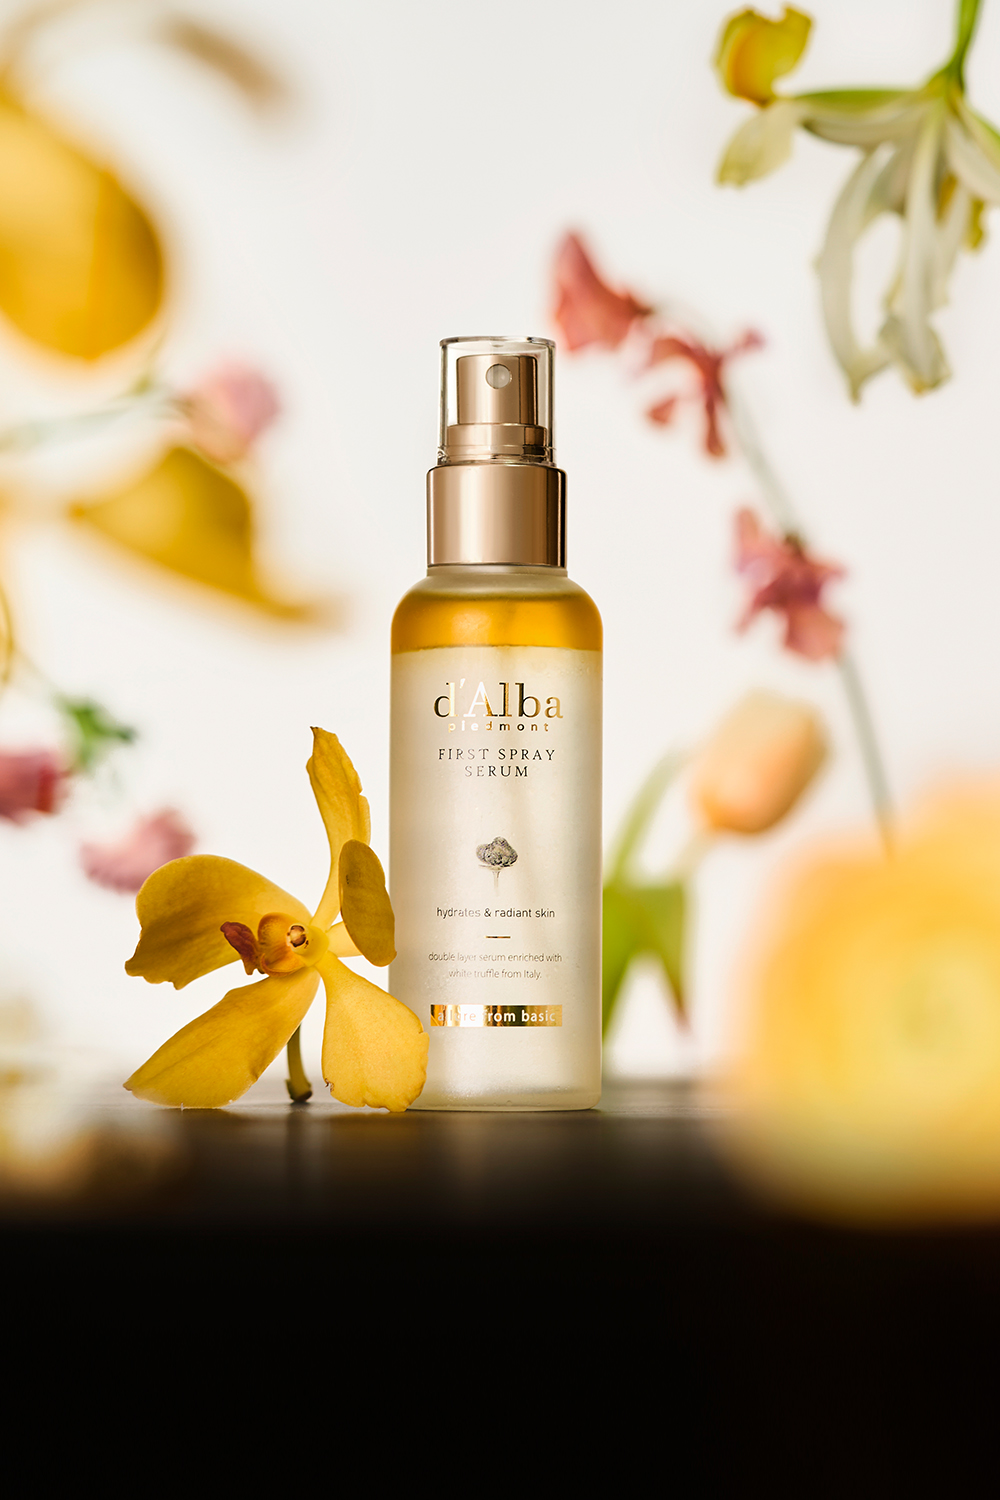 d'Alba
piedmont
FIRST SPRAY
SERUM
hydrates & radiant skin
double layer serum enriched with
white truffle from Italy.
allure from basic